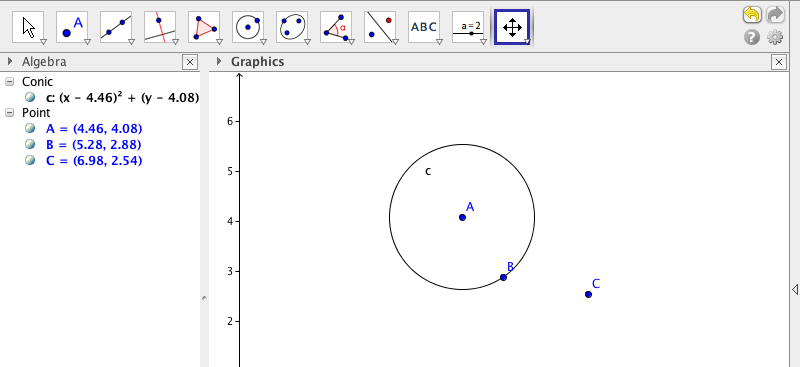 A
α
ABC
a=2
?
Algebra
Graphics
Conic
c: (x − 4.46)² + (y − 4.08)
Point
A = (4.46, 4.08)
B = (5.28, 2.88)
C = (6.98, 2.54)
6
5
4
3
2
c
A
B
C